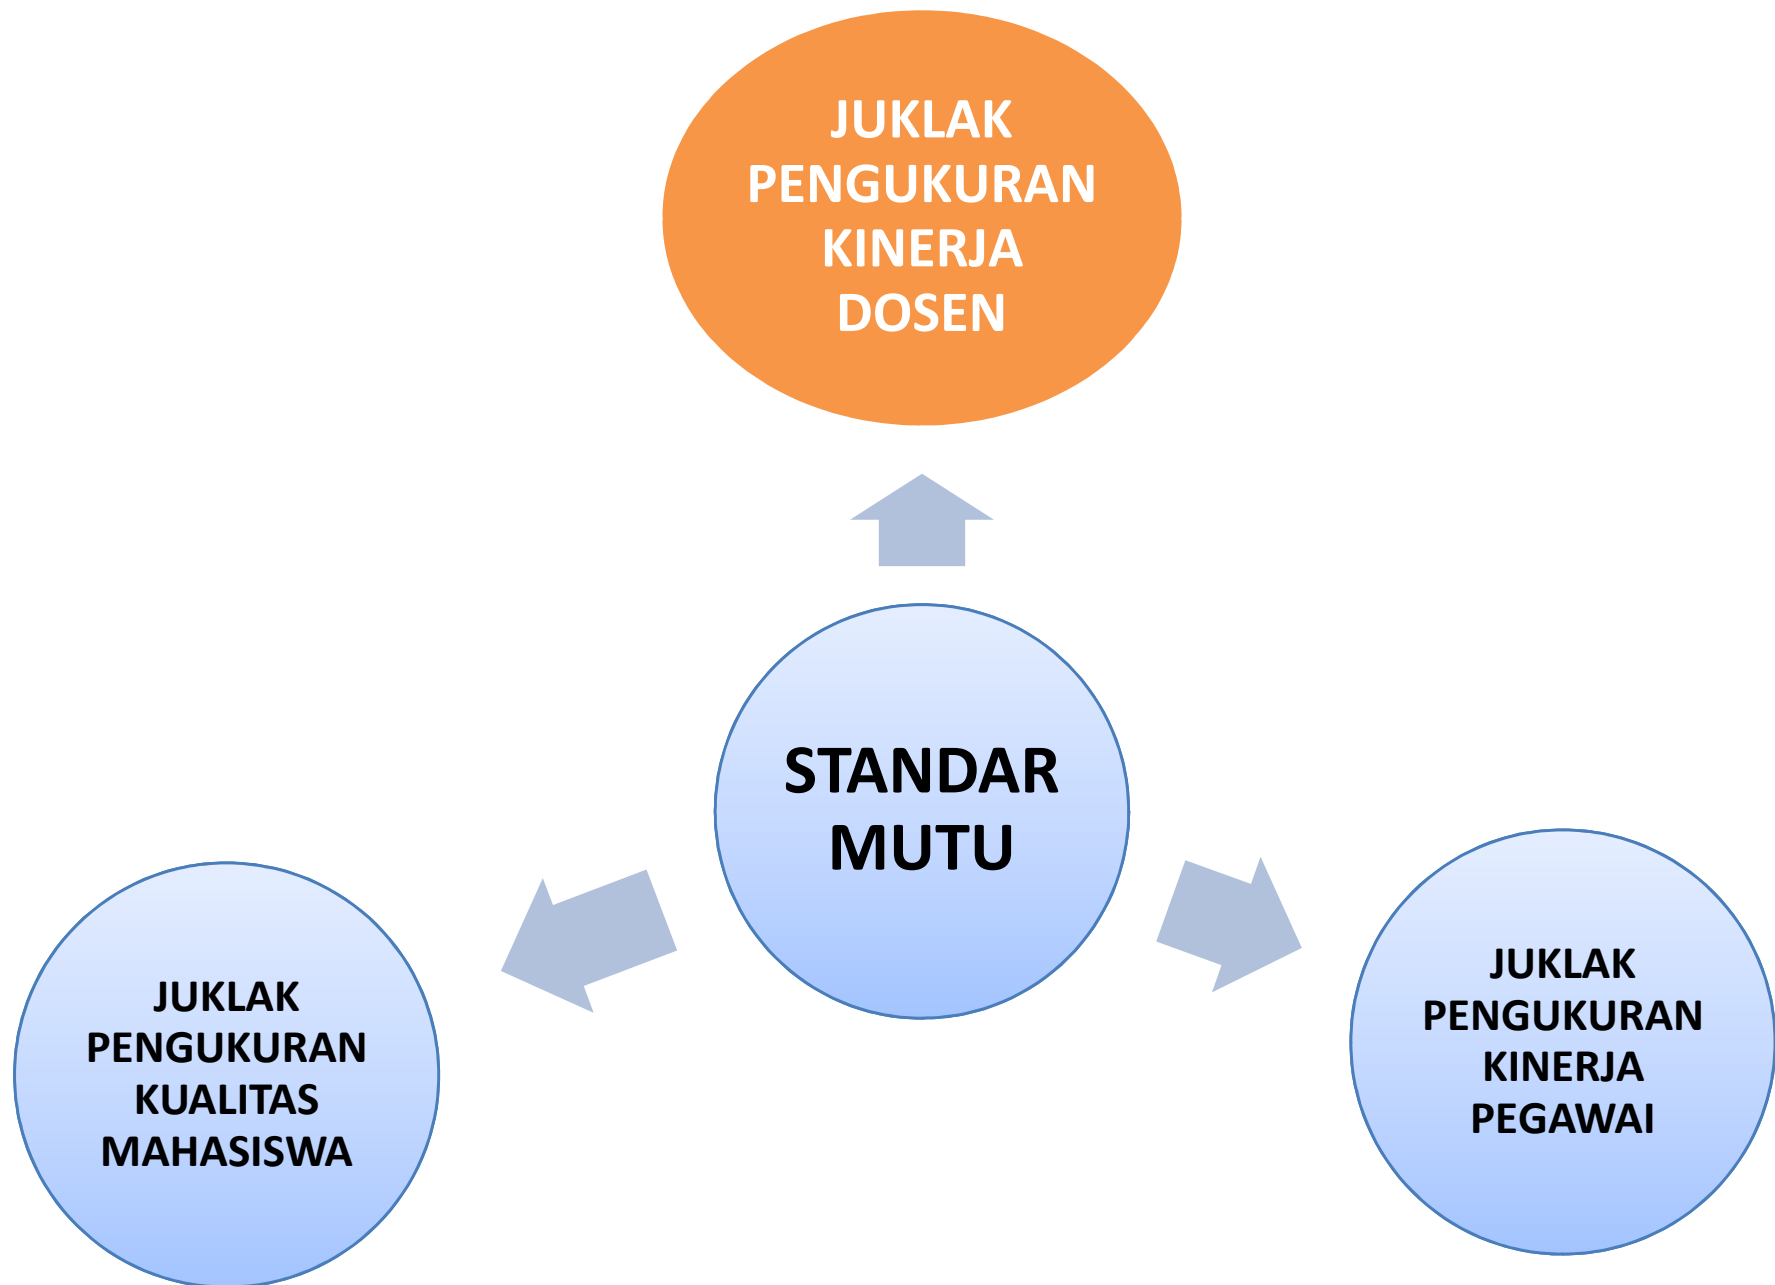 JUKLAK
PENGUKURAN
KINERJA
DOSEN
STANDAR
MUTU
JUKLAK
PENGUKURAN
KUALITAS
MAHASISWA
JUKLAK
PENGUKURAN
KINERJA
PEGAWAI